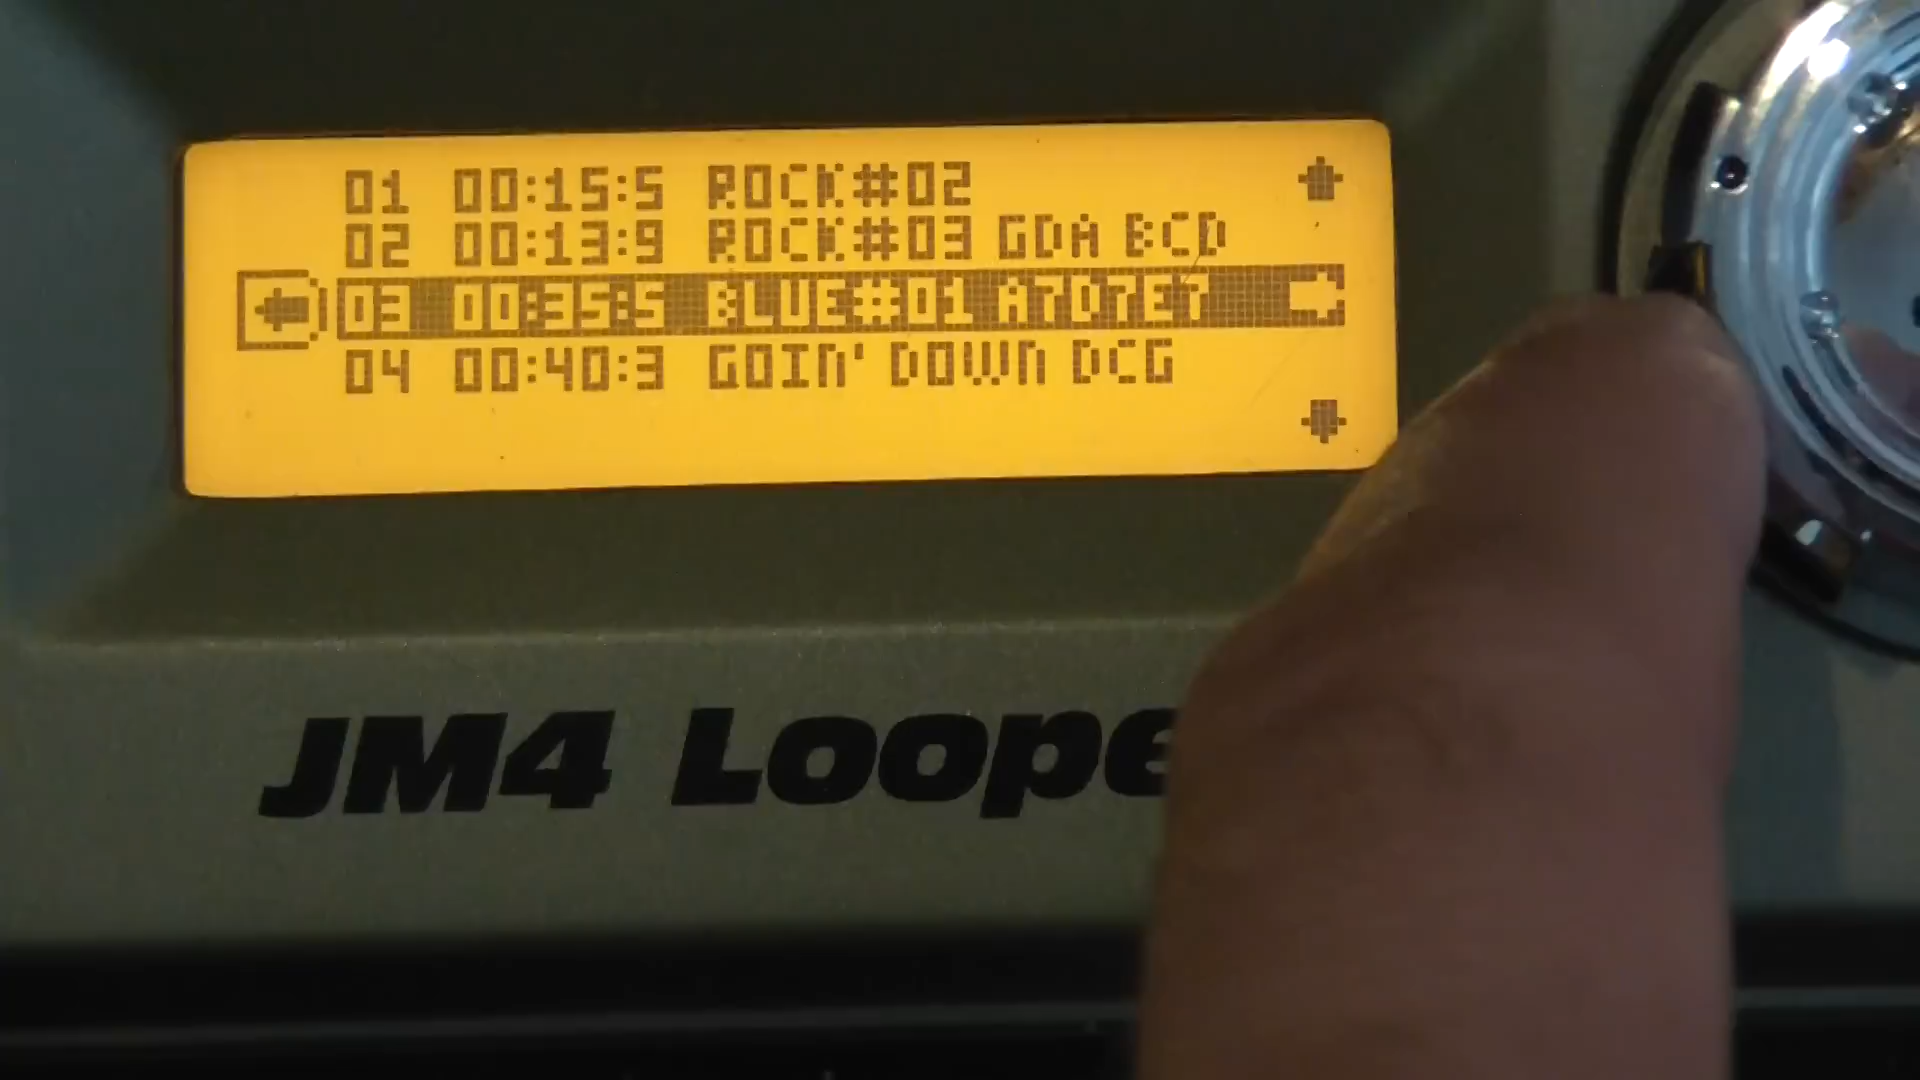 01 00:15:5 ROCK#02
02 00:13:9 ROCK#03 GDA BCD
03 00:35:5 BLUE#01 A7D7E7
04 00:40:3 GOIN' DOWN DCG
JM4 Loope